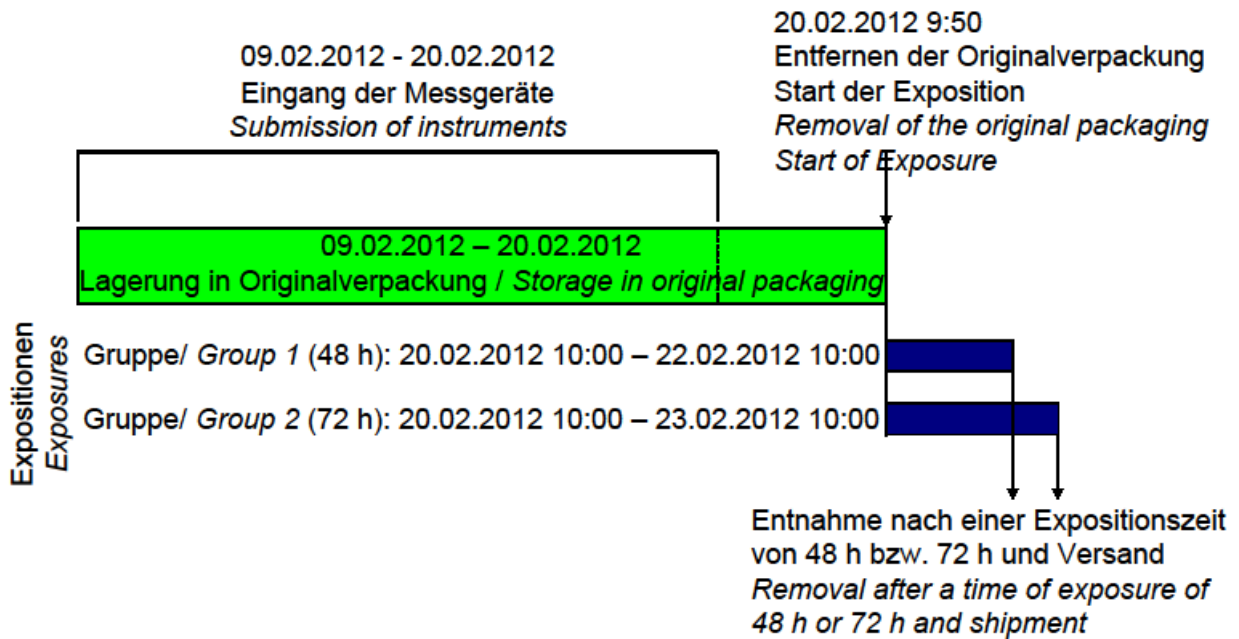 09.02.2012 - 20.02.2012
Eingang der Messgeräte
Submission of instruments
20.02.2012 9:50
Entfernen der Originalverpackung
Start der Exposition
Removal of the original packaging
Start of Exposure
09.02.2012 – 20.02.2012
Lagerung in Originalverpackung / Storage in original packaging
Expositionen
Exposures
Gruppe/ Group 1 (48 h): 20.02.2012 10:00 – 22.02.2012 10:00
Gruppe/ Group 2 (72 h): 20.02.2012 10:00 – 23.02.2012 10:00
Entnahme nach einer Expositionszeit
von 48 h bzw. 72 h und Versand
Removal after a time of exposure of
48 h or 72 h and shipment